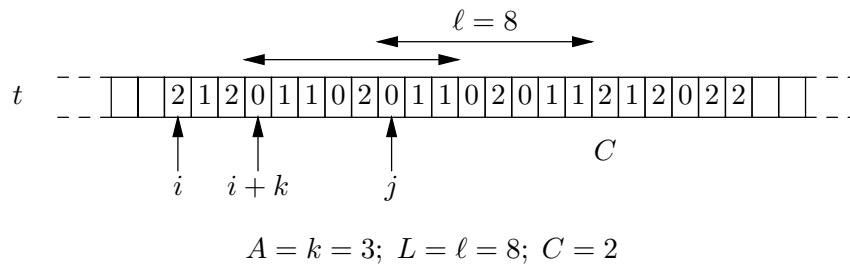 ℓ = 8
t 2 1 2 0 1 1 0 2 0 1 1 0 2 0 1 1 2 1 2 0 2 2
C
i i + k j
A = k = 3; L = ℓ = 8; C = 2